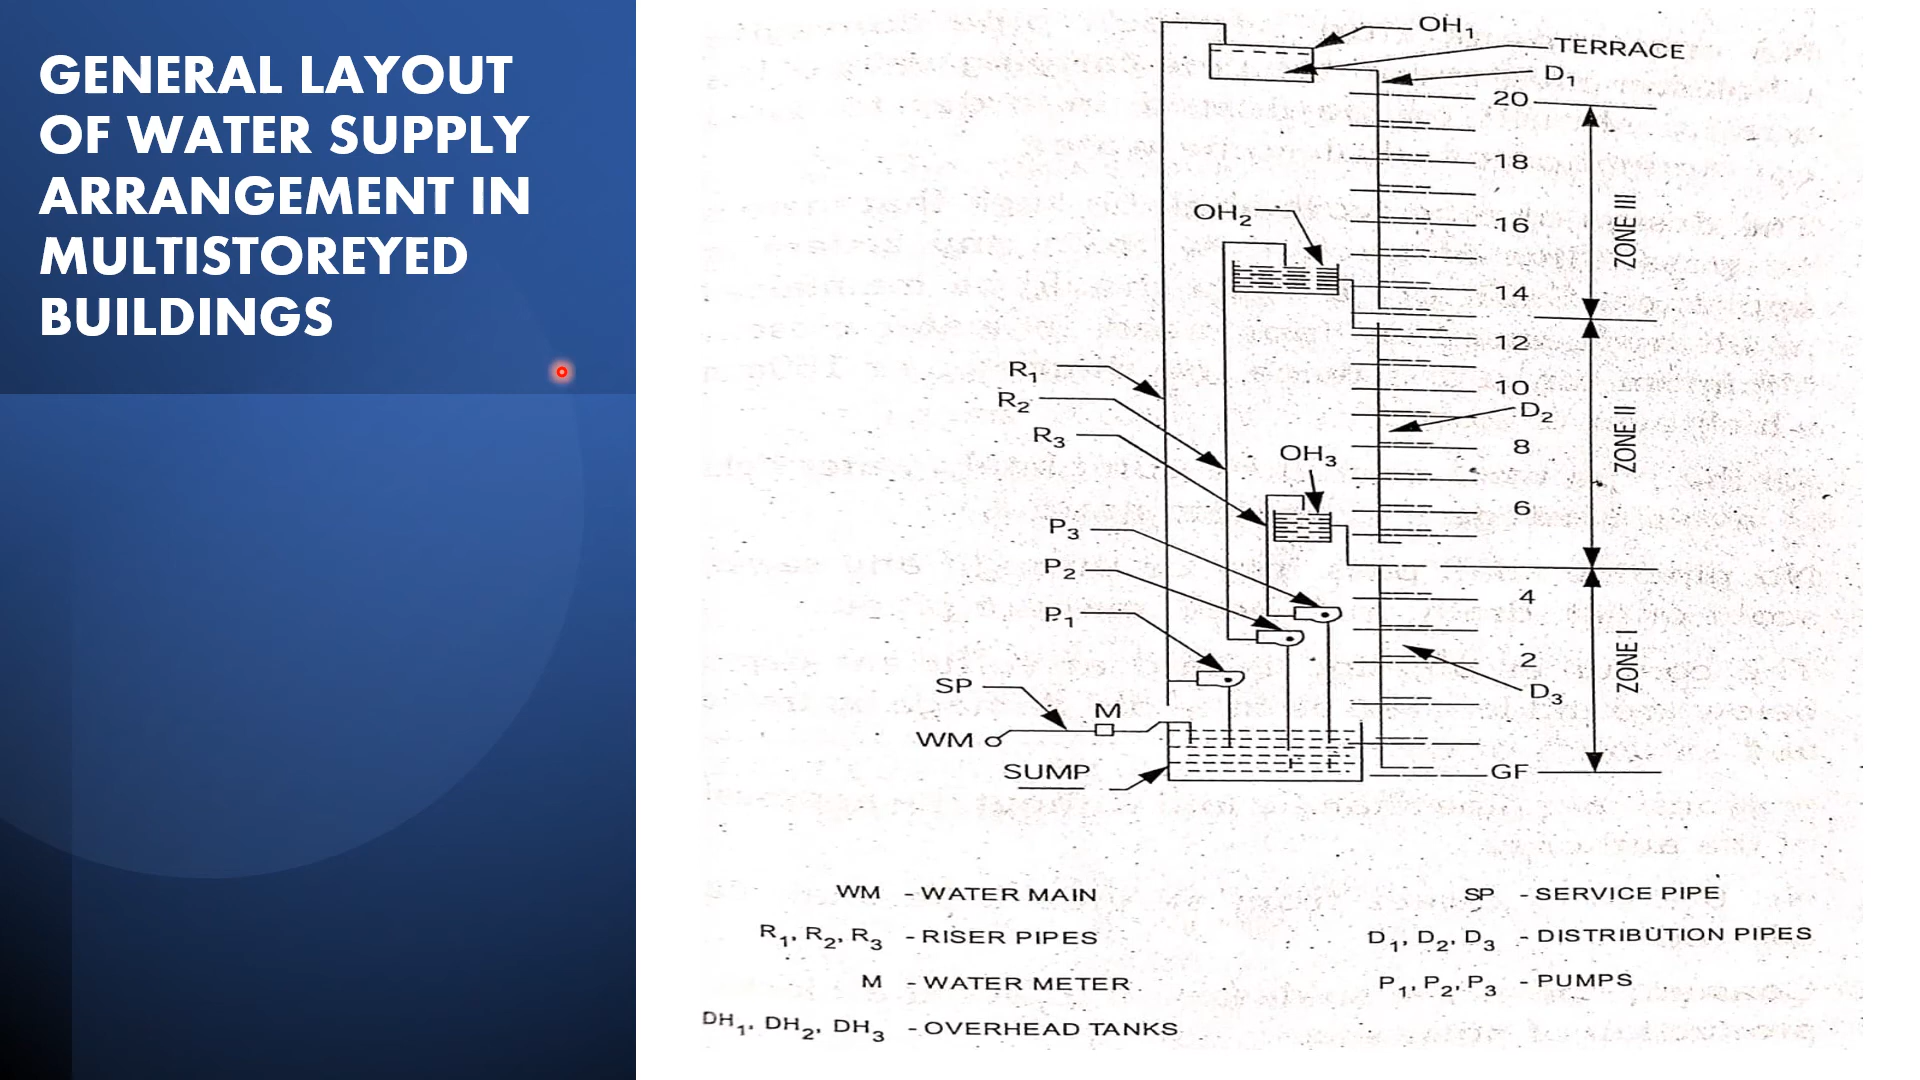 GENERAL LAYOUT
OF WATER SUPPLY
ARRANGEMENT IN
MULTISTOREYED
BUILDINGS
OH1
TERRACE
D1
20
18
OH2
16
ZONE III
14
12
R1
10
R2
D2
R3
8
ZONE II
OH3
6
P3
P2
4
P1
2
ZONE I
SP
D3
M
WM
SUMP
GF
WM - WATER MAIN
SP - SERVICE PIPE
R1, R2, R3 - RISER PIPES
D1, D2, D3 - DISTRIBUTION PIPES
M - WATER METER
P1, P2, P3 - PUMPS
DH1, DH2, DH3 - OVERHEAD TANKS